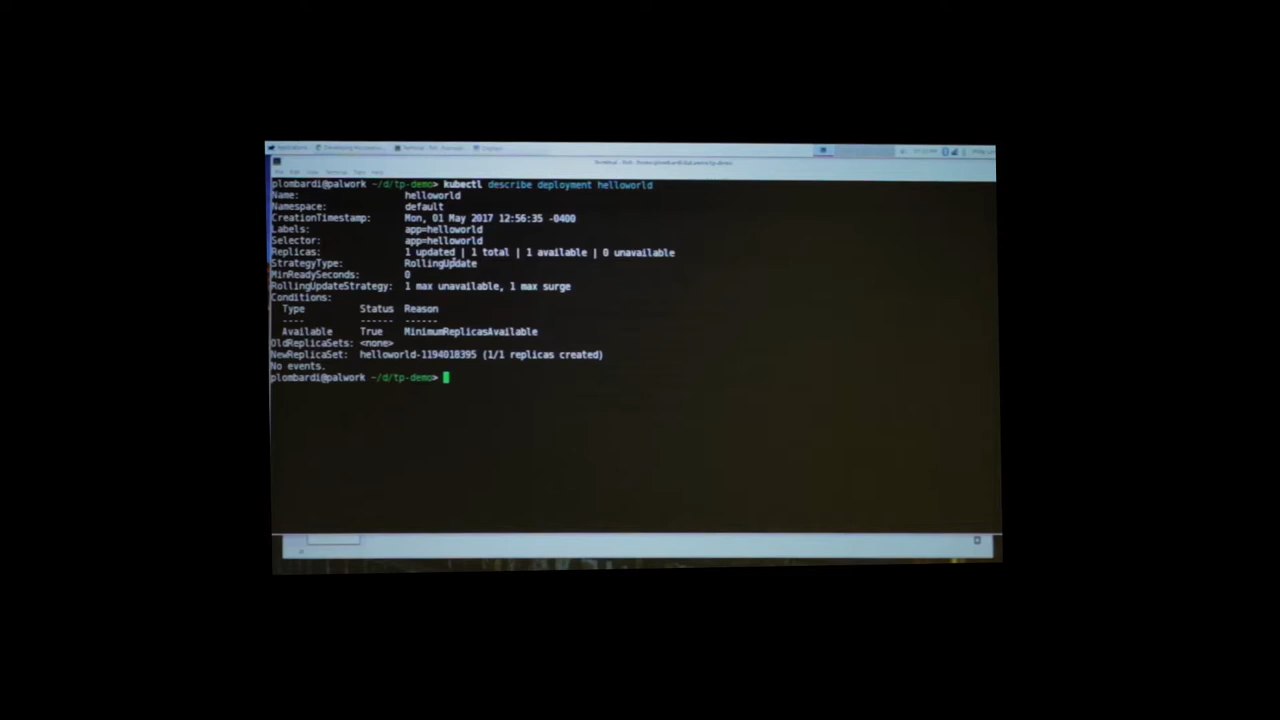 plombardi@palwork ~/d/tp-demo> kubectl describe deployment helloworld
Name: helloworld
Namespace: default
CreationTimestamp: Mon, 01 May 2017 12:56:35 -0400
Labels: app=helloworld
Selector: app=helloworld
Replicas: 1 updated | 1 total | 1 available | 0 unavailable
StrategyType: RollingUpdate
MinReadySeconds: 0
RollingUpdateStrategy: 1 max unavailable, 1 max surge
Conditions:
Type Status Reason
---- ------ ------
Available True MinimumReplicasAvailable
OldReplicaSets: <none>
NewReplicaSet: helloworld-1194018395 (1/1 replicas created)
No events.
plombardi@palwork ~/d/tp-demo>